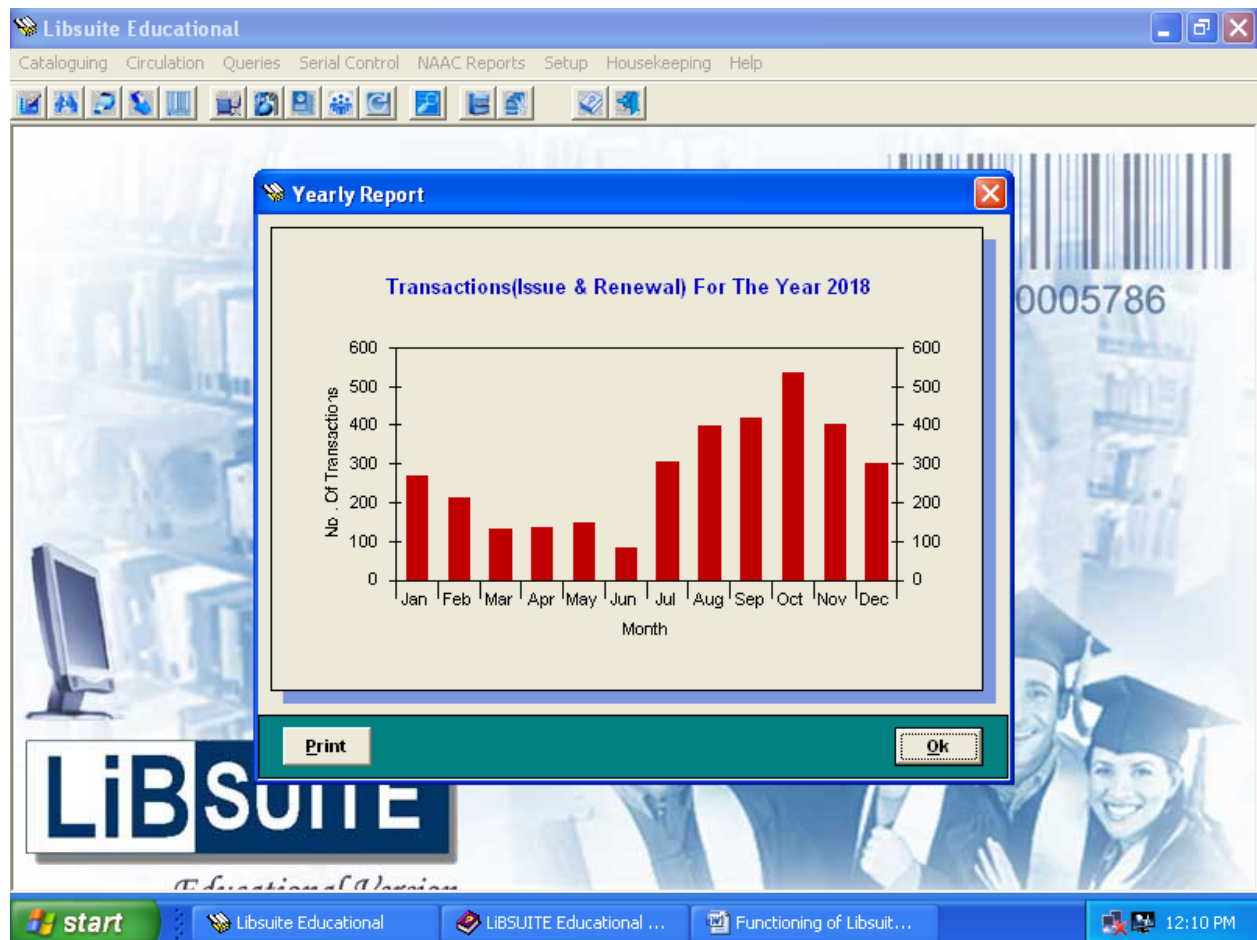 Libsuite Educational
Cataloguing Circulation Queries Serial Control NAAC Reports Setup Housekeeping Help
Yearly Report
0005786
Transactions(Issue & Renewal) For The Year 2018
No. Of Transactions
600 600
500 500
400 400
300 300
200 200
100 100
0 0
Jan Feb Mar Apr May Jun Jul Aug Sep Oct Nov Dec
Month
Print Ok
LiBSUITE
Educational Version
start Libsuite Educational LiBSUITE Educational ... Functioning of Libsuit... 12:10 PM